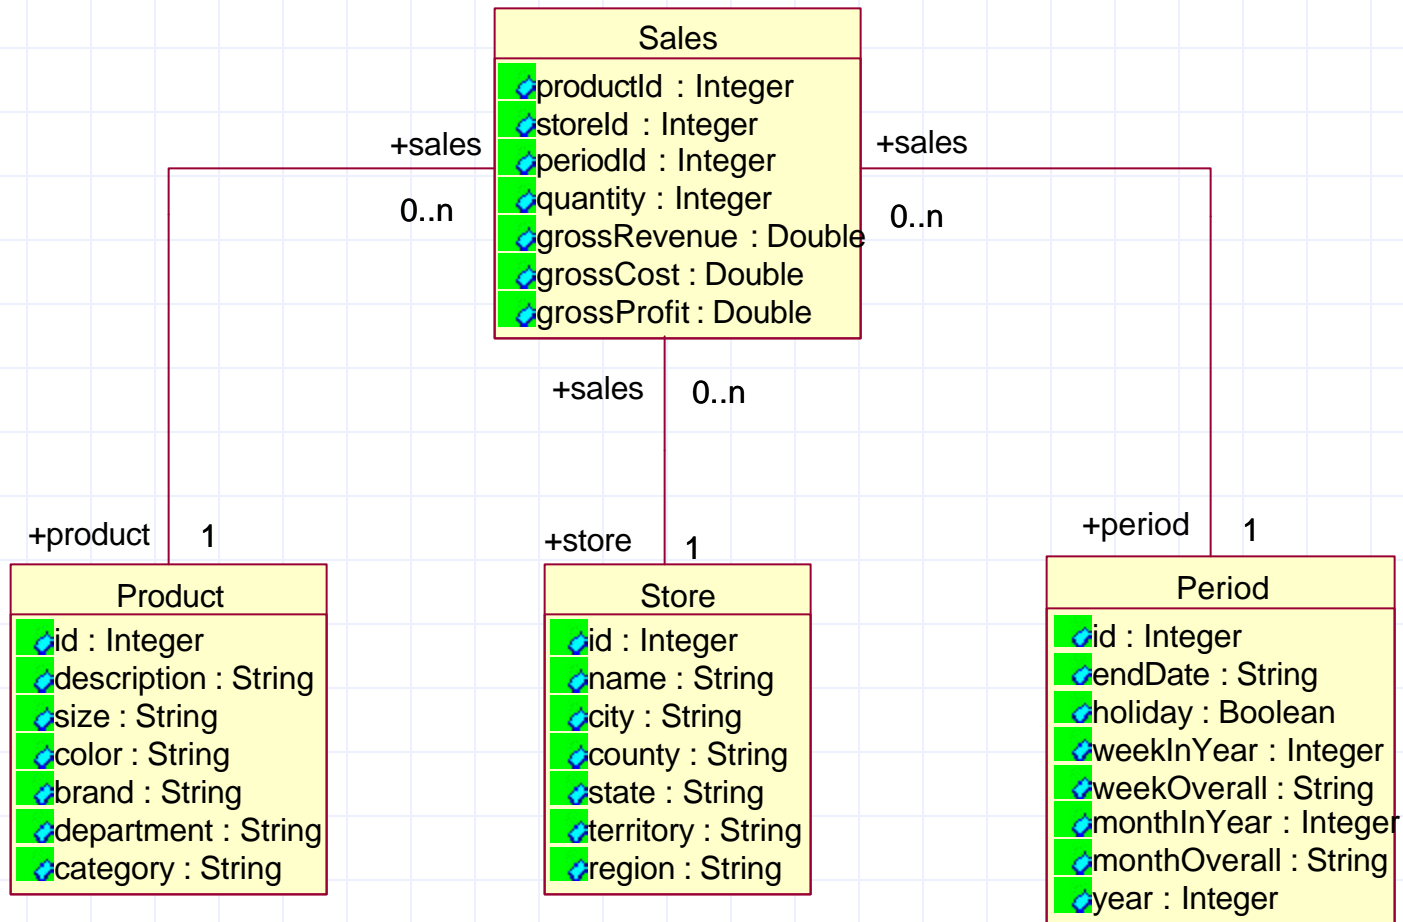 Sales
productId : Integer
storeId : Integer
periodId : Integer
quantity : Integer
grossRevenue : Double
grossCost : Double
grossProfit : Double
+sales
0..n
+sales
0..n
+sales
0..n
+product
1
+store
1
+period
1
Product
id : Integer
description : String
size : String
color : String
brand : String
department : String
category : String
Store
id : Integer
name : String
city : String
county : String
state : String
territory : String
region : String
Period
id : Integer
endDate : String
holiday : Boolean
weekInYear : Integer
weekOverall : String
monthInYear : Integer
monthOverall : String
year : Integer